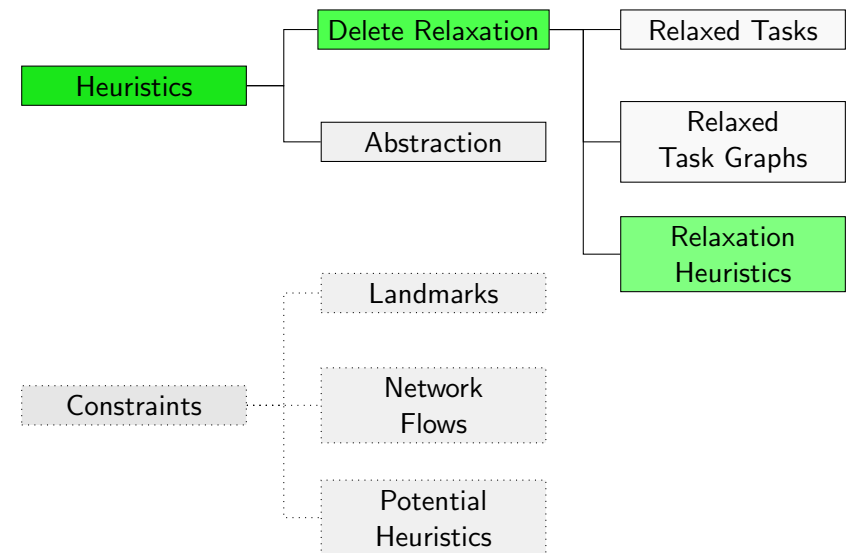 Heuristics
Delete Relaxation
Abstraction
Relaxed Tasks
Relaxed
Task Graphs
Relaxation
Heuristics
Constraints
Landmarks
Network
Flows
Potential
Heuristics